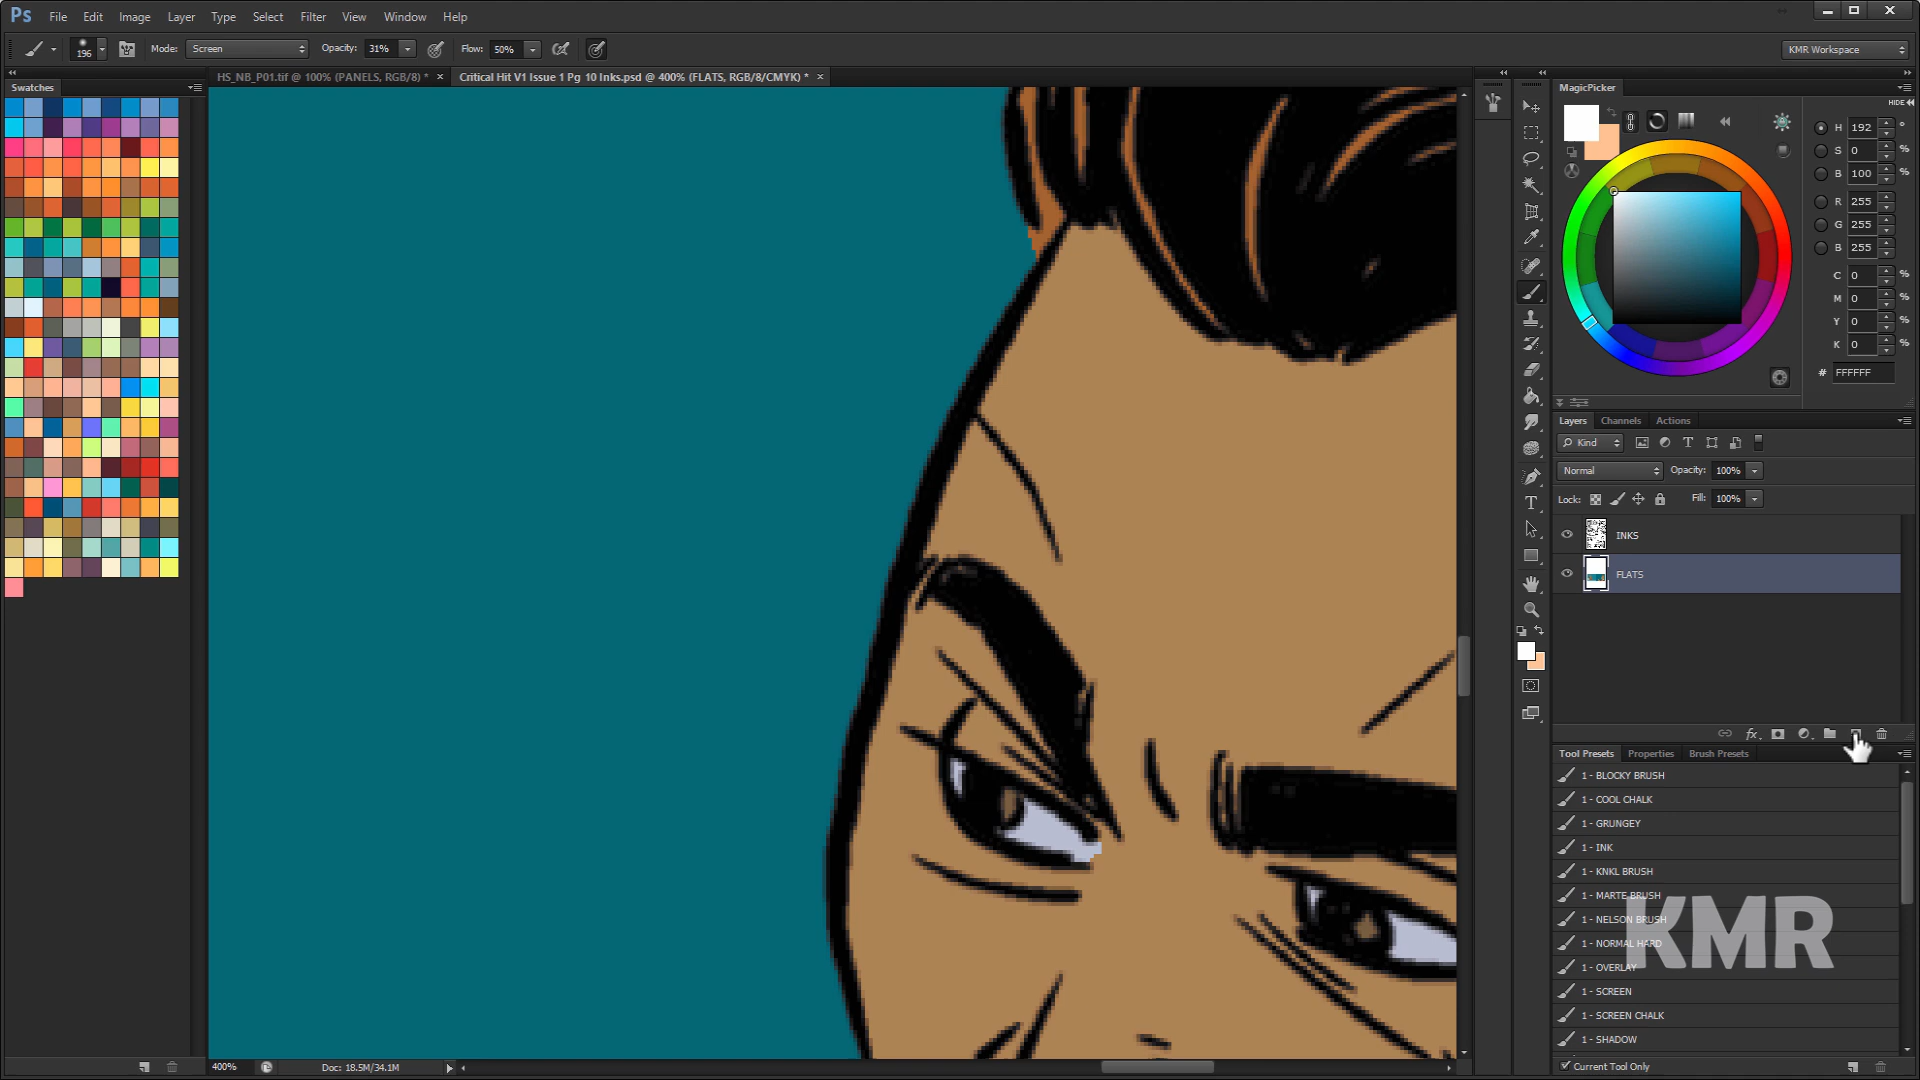 Ps File Edit Image Layer Type Select Filter View Window Help
196 Mode: Screen Opacity: 31% Flow: 50% KMR Workspace
Swatches
HS_NB_P01.tif @ 100% (PANELS, RGB/8) * × Critical Hit V1 Issue 1 Pg 10 Inks.psd @ 400% (FLATS, RGB/8/CMYK) * ×
MagicPicker
HIDE
H 192 °
S 0 %
B 100 %
R 255
G 255
B 255
C 0 %
M 0 %
Y 0 %
K 0 %
# FFFFFF
Layers Channels Actions
Kind
Normal Opacity: 100%
Lock: Fill: 100%
INKS
FLATS
Tool Presets Properties Brush Presets
1 - BLOCKY BRUSH
1 - COOL CHALK
1 - GRUNGEY
1 - INK
1 - KNKL BRUSH
1 - MARTE BRUSH
1 - NELSON BRUSH
1 - NORMAL HARD
1 - OVERLAY
1 - SCREEN
1 - SCREEN CHALK
1 - SHADOW
KMR
Current Tool Only
400% Doc: 18.5M/34.1M